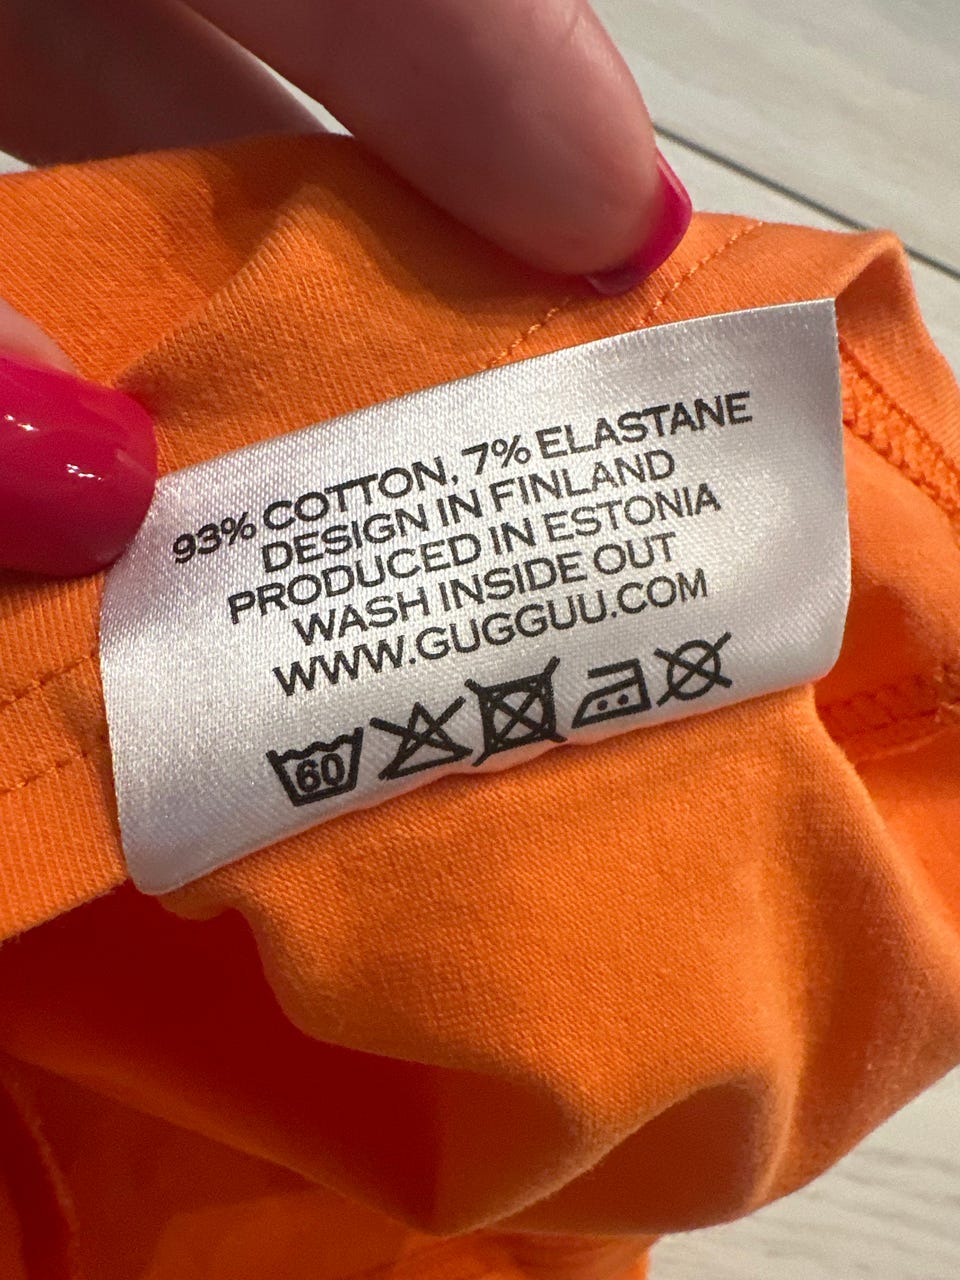 93% COTTON, 7% ELASTANE
DESIGN IN FINLAND
PRODUCED IN ESTONIA
WASH INSIDE OUT
WWW.GUGGUU.COM
60